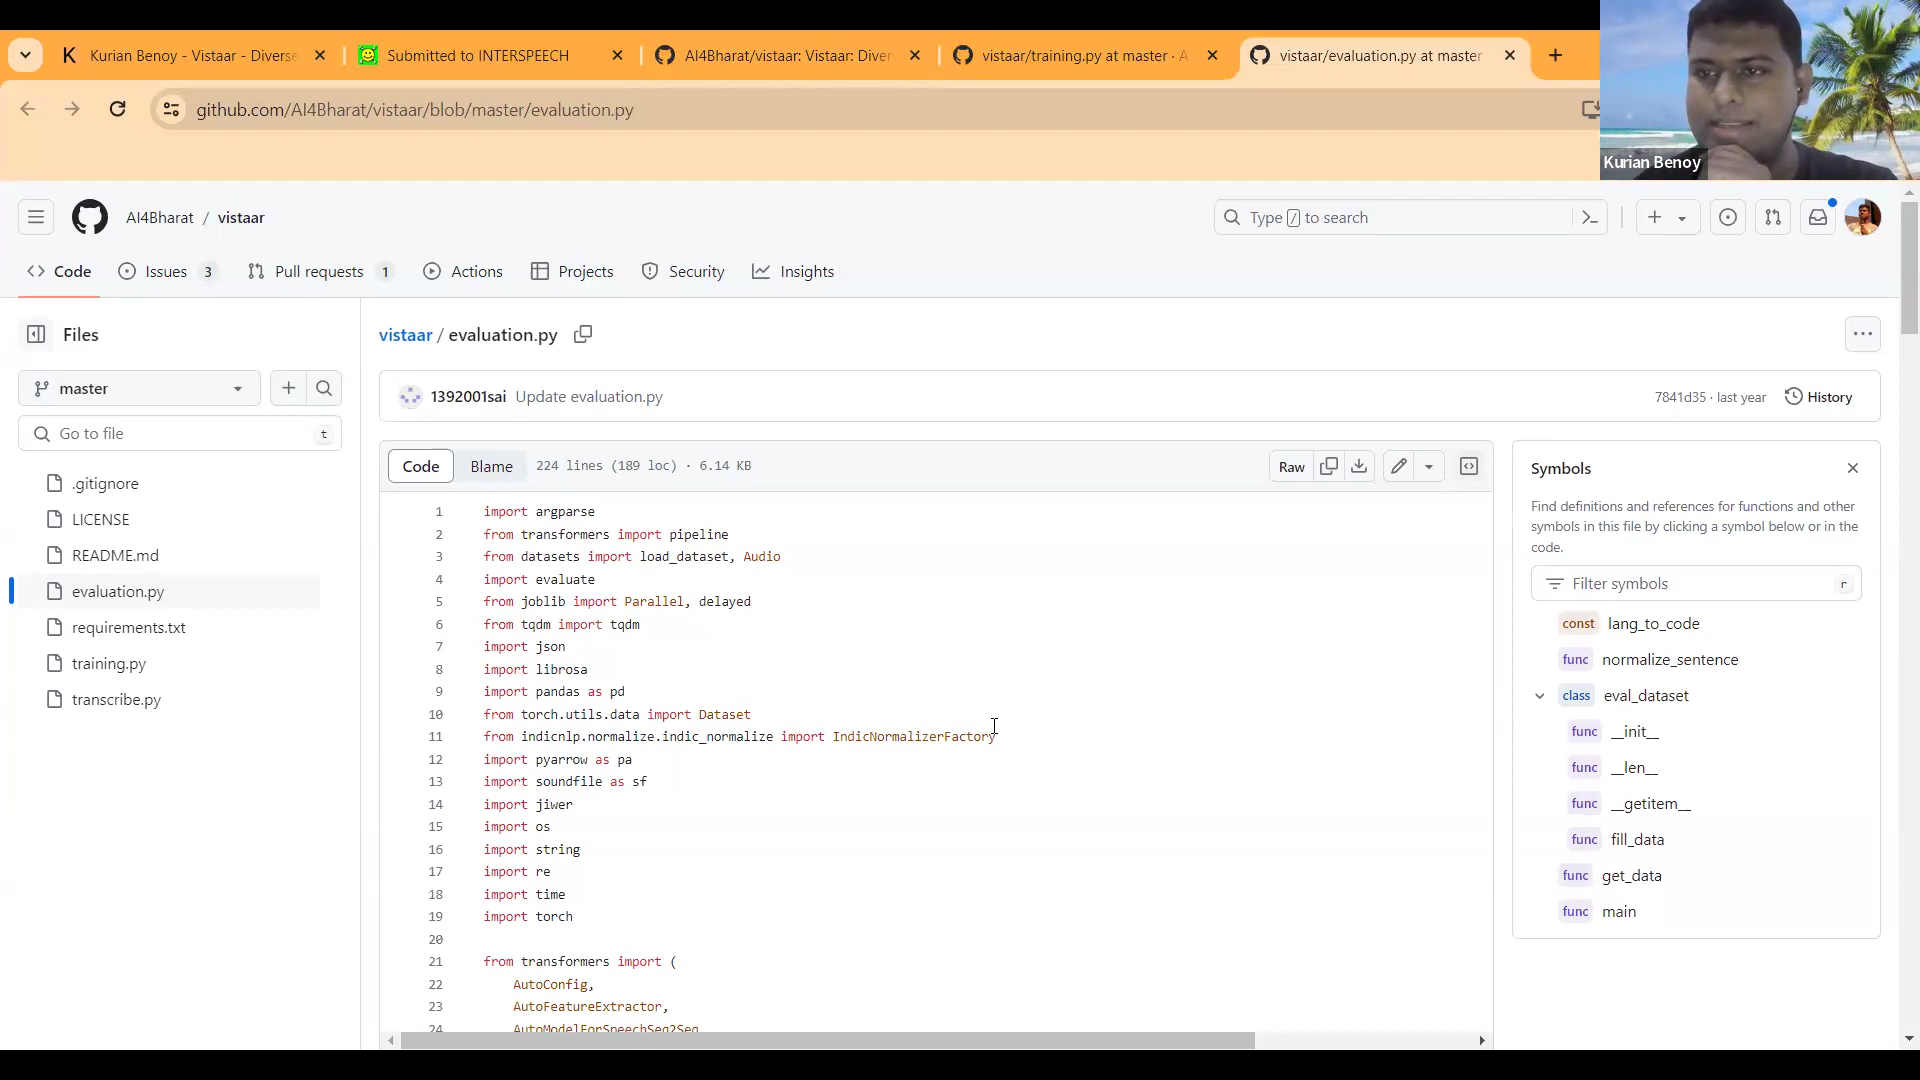 Kurian Benoy - Vistaar - Diverse
Submitted to INTERSPEECH
AI4Bharat/vistaar: Vistaar: Diver
vistaar/training.py at master · A
vistaar/evaluation.py at master
github.com/AI4Bharat/vistaar/blob/master/evaluation.py
Kurian Benoy
AI4Bharat / vistaar
Type / to search
Code
Issues 3
Pull requests 1
Actions
Projects
Security
Insights
Files
master
Go to file t
.gitignore
LICENSE
README.md
evaluation.py
requirements.txt
training.py
transcribe.py
vistaar / evaluation.py
1392001sai Update evaluation.py
7841d35 · last year
History
Code
Blame
224 lines (189 loc) · 6.14 KB
Raw
1 import argparse
2 from transformers import pipeline
3 from datasets import load_dataset, Audio
4 import evaluate
5 from joblib import Parallel, delayed
6 from tqdm import tqdm
7 import json
8 import librosa
9 import pandas as pd
10 from torch.utils.data import Dataset
11 from indicnlp.normalize.indic_normalize import IndicNormalizerFactory
12 import pyarrow as pa
13 import soundfile as sf
14 import jiwer
15 import os
16 import string
17 import re
18 import time
19 import torch
20
21 from transformers import (
22 AutoConfig,
23 AutoFeatureExtractor,
24 AutoModelForSpeechSeq2Seq
Symbols
Find definitions and references for functions and other
symbols in this file by clicking a symbol below or in the
code.
Filter symbols r
const lang_to_code
func normalize_sentence
class eval_dataset
func __init__
func __len__
func __getitem__
func fill_data
func get_data
func main